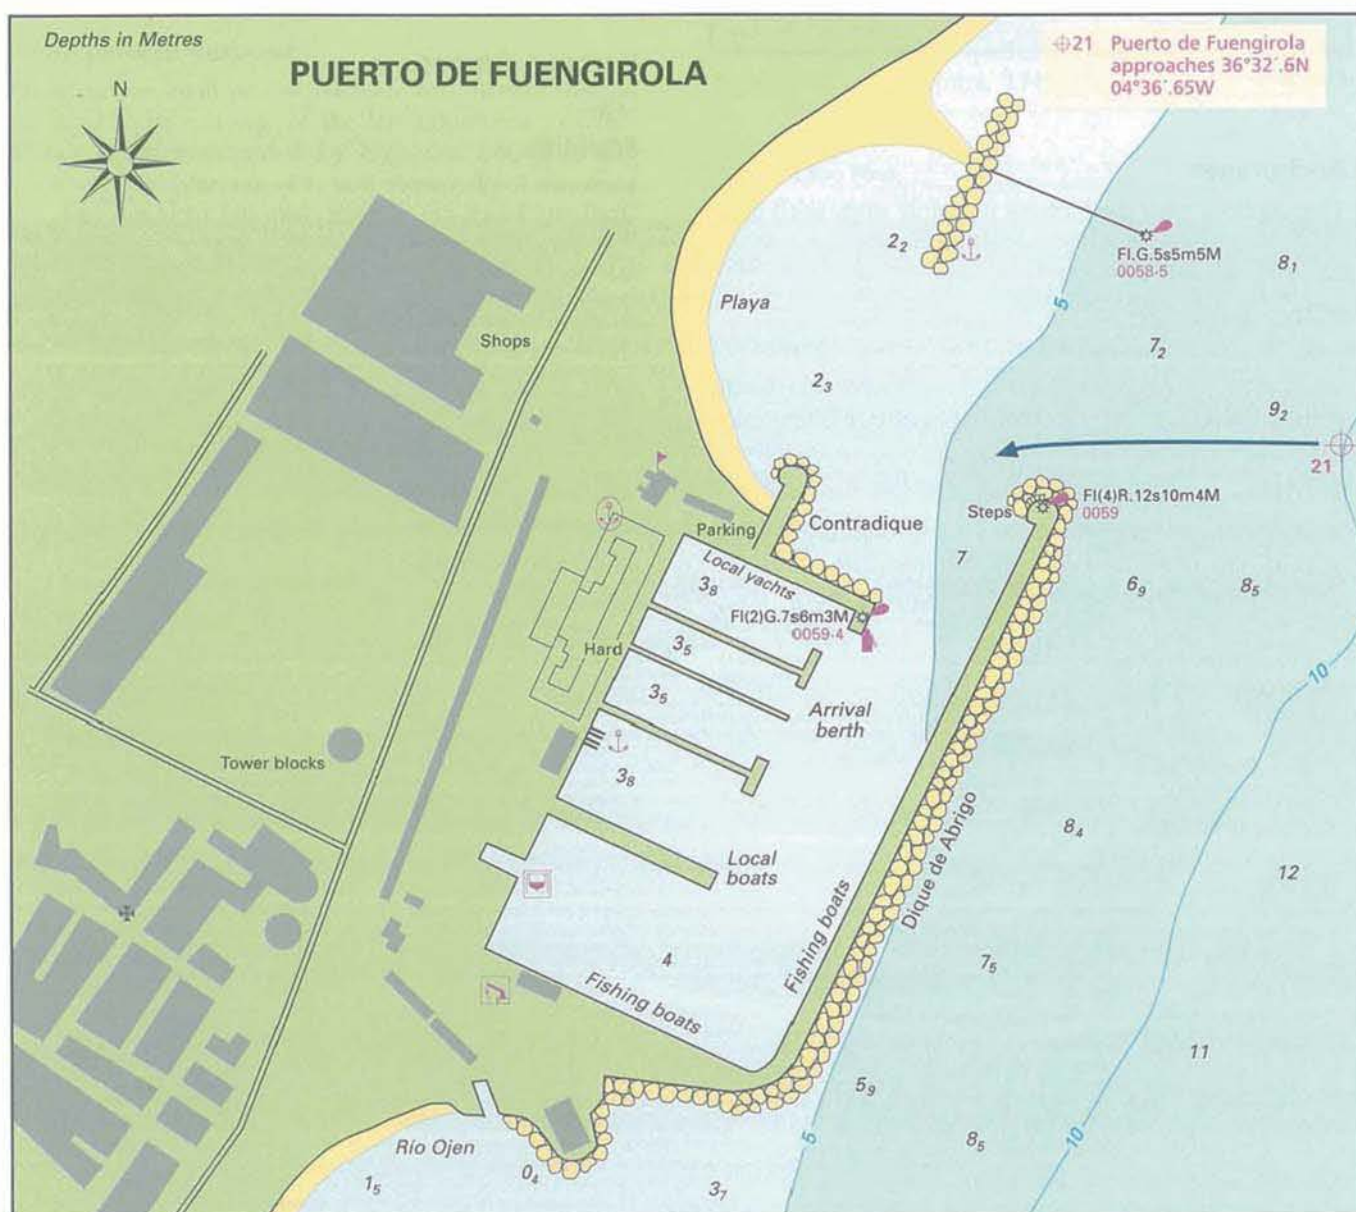 Depths in Metres
PUERTO DE FUENGIROLA
21 Puerto de Fuengirola
approaches 36°32´.6N
04°36´.65W
N
2₂
Fl.G.5s5m5M
0058·5
8₁
Playa
5
Shops
7₂
2₃
9₂
21
Fl(4)R.12s10m4M
0059
Steps
Parking
Contradique
Local yachts
7
3₈
6₉
8₅
Fl(2)G.7s6m3M
0059·4
3₅
Hard
10
3₅
Arrival
berth
Tower blocks
3₈
8₄
Local
boats
12
Dique de Abrigo
Fishing boats
4
7₅
Fishing boats
11
5₉
5
8₅
10
Río Ojen
1₅
0₄
3₇